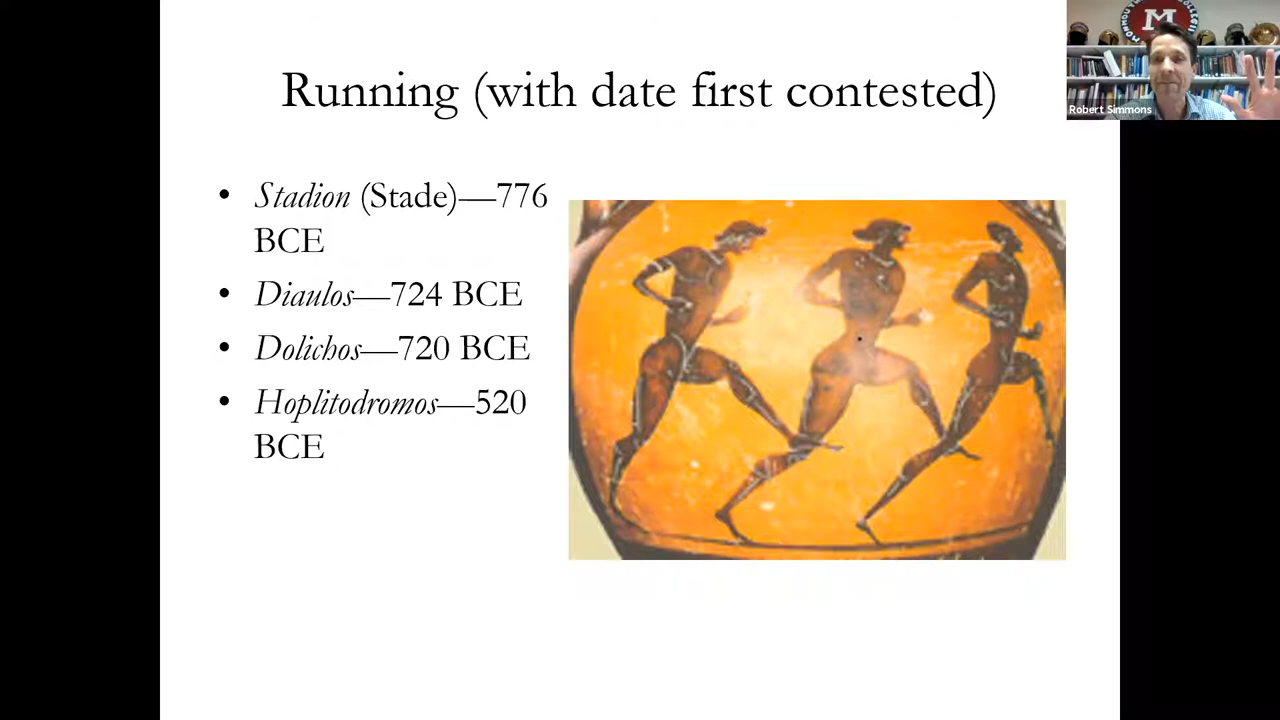 Running (with date first contested)
• Stadion (Stade)—776
BCE
• Diaulos—724 BCE
• Dolichos—720 BCE
• Hoplitodromos—520
BCE
M
Robert Simmons